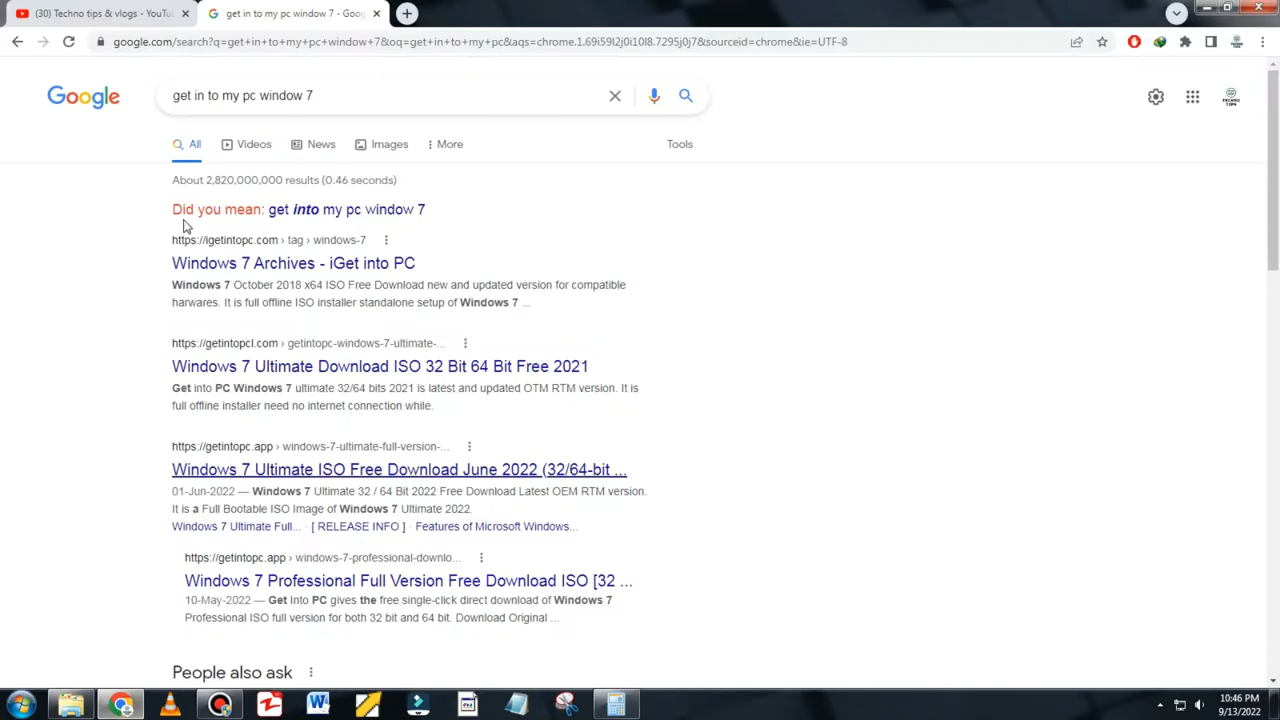 (30) Techno tips & vlogs - YouTu
get in to my pc window 7 - Goog
google.com/search?q=get+in+to+my+pc+window+7&oq=get+in+to+my+pc&aqs=chrome.1.69i59l2j0i10l8.7295j0j7&sourceid=chrome&ie=UTF-8
Google
get in to my pc window 7
TECHNO TIPS
All
Videos
News
Images
More
Tools
About 2,820,000,000 results (0.46 seconds)
Did you mean: get into my pc window 7
https://igetintopc.com › tag › windows-7
Windows 7 Archives - iGet into PC
Windows 7 October 2018 x64 ISO Free Download new and updated version for compatible
harwares. It is full offline ISO installer standalone setup of Windows 7 ...
https://getintopcl.com › getintopc-windows-7-ultimate-...
Windows 7 Ultimate Download ISO 32 Bit 64 Bit Free 2021
Get into PC Windows 7 ultimate 32/64 bits 2021 is latest and updated OTM RTM version. It is
full offline installer need no internet connection while.
https://getintopc.app › windows-7-ultimate-full-version-...
Windows 7 Ultimate ISO Free Download June 2022 (32/64-bit ...
01-Jun-2022 — Windows 7 Ultimate 32 / 64 Bit 2022 Free Download Latest OEM RTM version.
It is a Full Bootable ISO Image of Windows 7 Ultimate 2022.
Windows 7 Ultimate Full... · [ RELEASE INFO ] · Features of Microsoft Windows...
https://getintopc.app › windows-7-professional-downlo...
Windows 7 Professional Full Version Free Download ISO [32 ...
10-May-2022 — Get Into PC gives the free single-click direct download of Windows 7
Professional ISO full version for both 32 bit and 64 bit. Download Original ...
People also ask
10:46 PM
9/13/2022